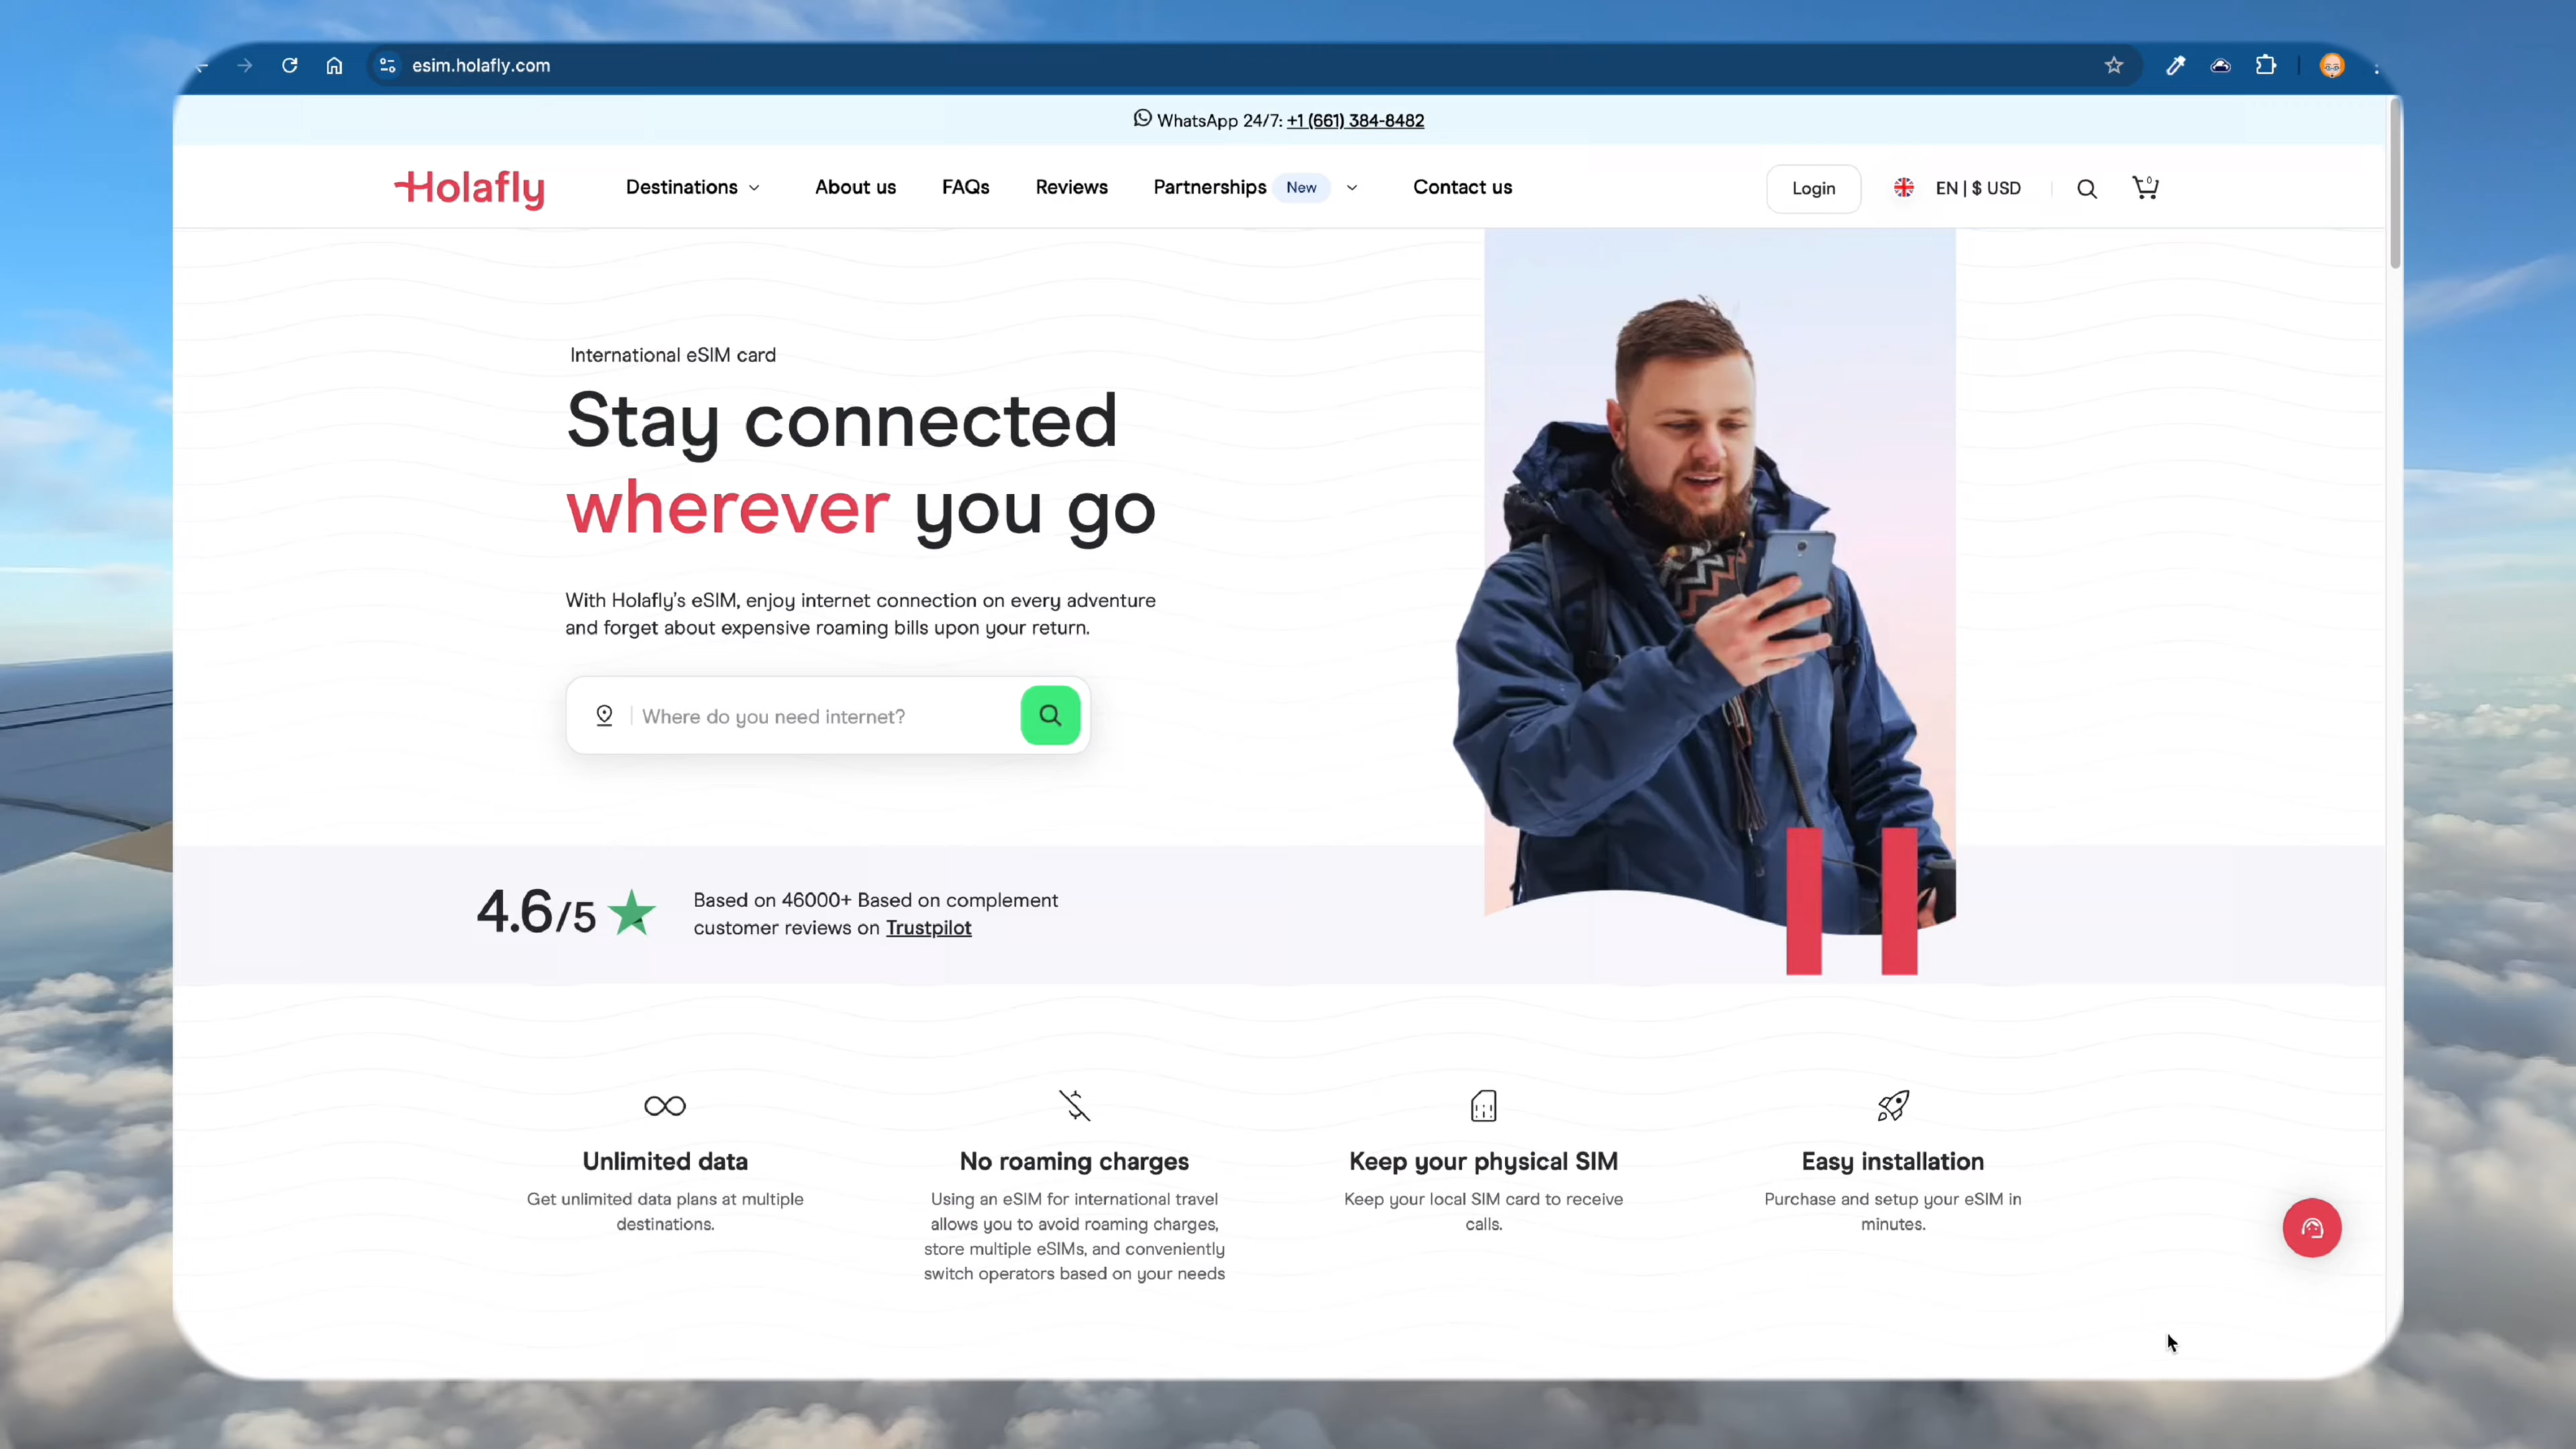 esim.holafly.com
WhatsApp 24/7: +1 (661) 384-8482
Holafly
Destinations
About us
FAQs
Reviews
Partnerships
New
Contact us
Login
EN | $ USD
0
International eSIM card
Stay connected
wherever you go
With Holafly's eSIM, enjoy internet connection on every adventure
and forget about expensive roaming bills upon your return.
Where do you need internet?
4.6/5
Based on 46000+ Based on complement
customer reviews on Trustpilot
Unlimited data
Get unlimited data plans at multiple
destinations.
No roaming charges
Using an eSIM for international travel
allows you to avoid roaming charges,
store multiple eSIMs, and conveniently
switch operators based on your needs
Keep your physical SIM
Keep your local SIM card to receive
calls.
Easy installation
Purchase and setup your eSIM in
minutes.